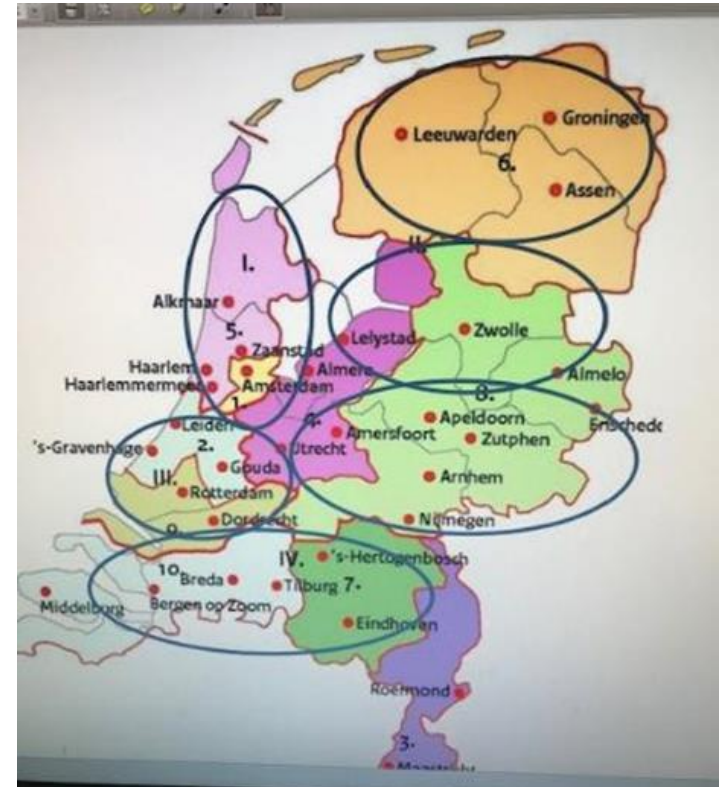 Groningen
Leeuwarden
6.
Assen
II.
I.
Alkmaar
5.
Zaanstad
Lelystad
Zwolle
Haarlem
Almere
Almelo
Haarlemmermeer
Amsterdam
1.
8.
Leiden
4.
Apeldoorn
Enschede
's-Gravenhage
2.
Utrecht
Amersfoort
Zutphen
Gouda
III.
Arnhem
Rotterdam
Dordrecht
Nijmegen
9.
IV.
's-Hertogenbosch
10.
Breda
Tilburg
7.
Middelburg
Bergen op Zoom
Eindhoven
Roermond
3.
Maastricht